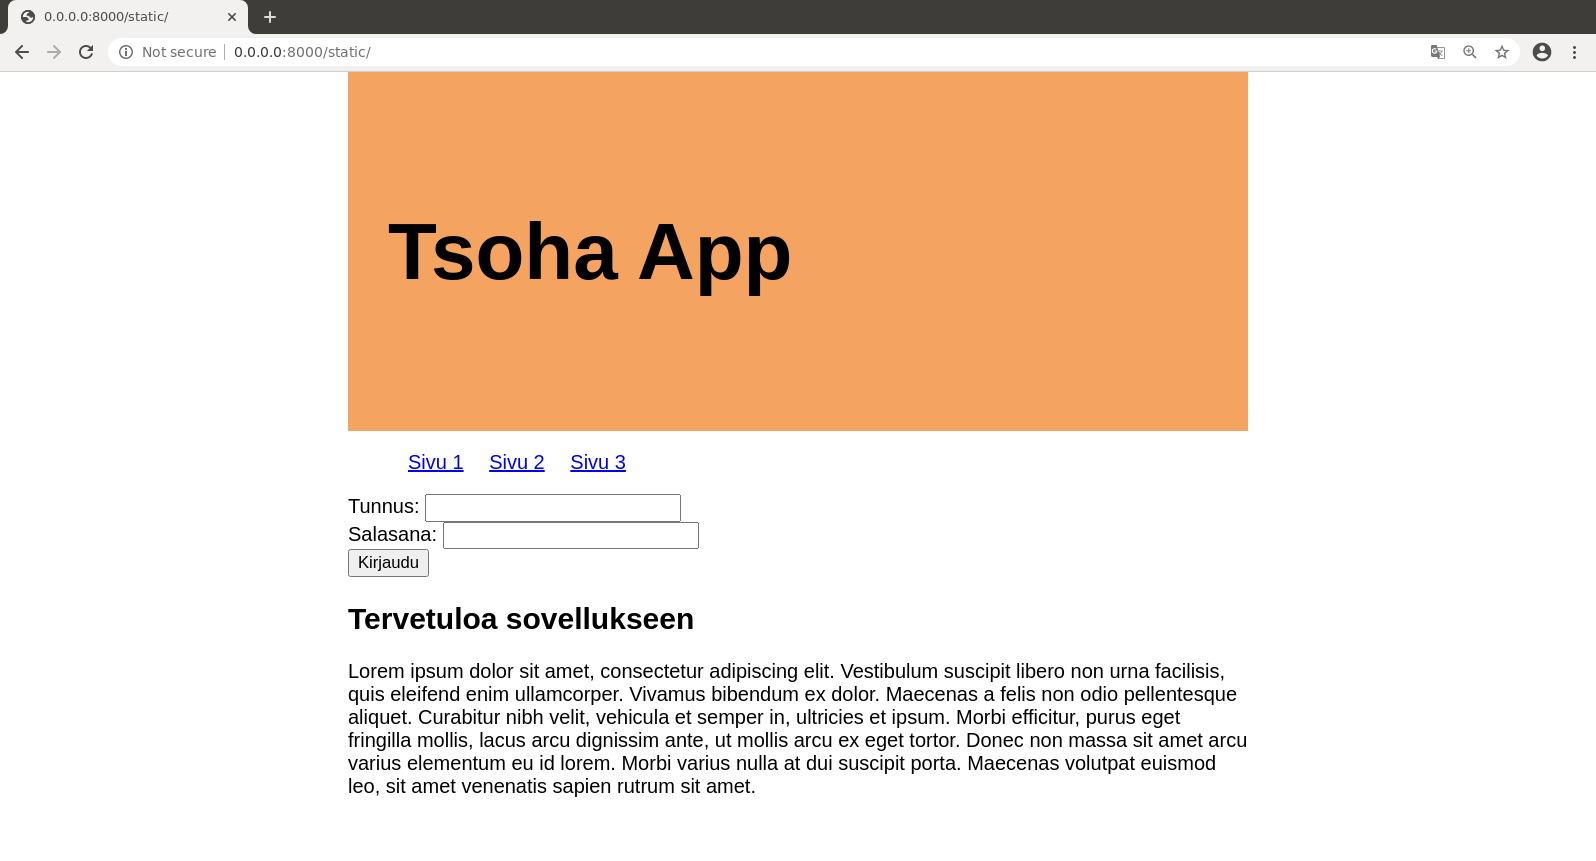 0.0.0.0:8000/static/
Not secure 0.0.0.0:8000/static/
Tsoha App
Sivu 1 Sivu 2 Sivu 3
Tunnus:
Salasana:
Kirjaudu
Tervetuloa sovellukseen
Lorem ipsum dolor sit amet, consectetur adipiscing elit. Vestibulum suscipit libero non urna facilisis,
quis eleifend enim ullamcorper. Vivamus bibendum ex dolor. Maecenas a felis non odio pellentesque
aliquet. Curabitur nibh velit, vehicula et semper in, ultricies et ipsum. Morbi efficitur, purus eget
fringilla mollis, lacus arcu dignissim ante, ut mollis arcu ex eget tortor. Donec non massa sit amet arcu
varius elementum eu id lorem. Morbi varius nulla at dui suscipit porta. Maecenas volutpat euismod
leo, sit amet venenatis sapien rutrum sit amet.